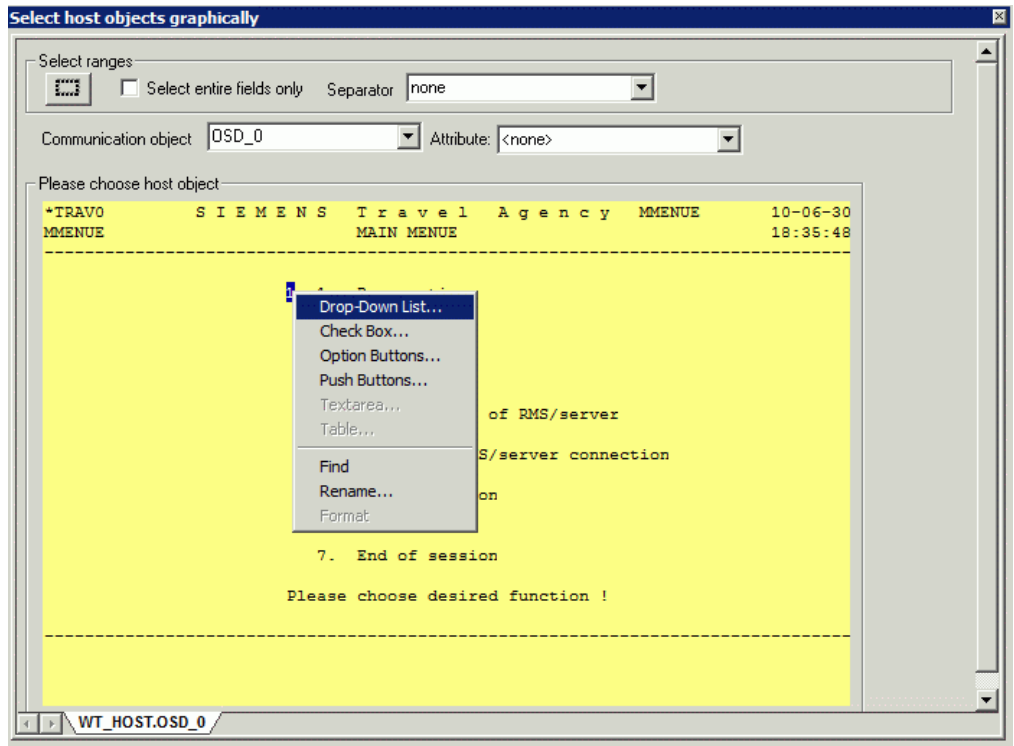 Select host objects graphically
Select ranges
Select entire fields only Separator none
Communication object OSD_0 Attribute: <none>
Please choose host object
*TRAV0 S I E M E N S T r a v e l A g e n c y MMENUE 10-06-30
MMENUE MAIN MENUE 18:35:48
1
Drop-Down List...
Check Box...
Option Buttons...
Push Buttons...
Textarea...
of RMS/server
Table...
S/server connection
Find
Rename...
on
Format
7. End of session
Please choose desired function !
WT_HOST.OSD_0